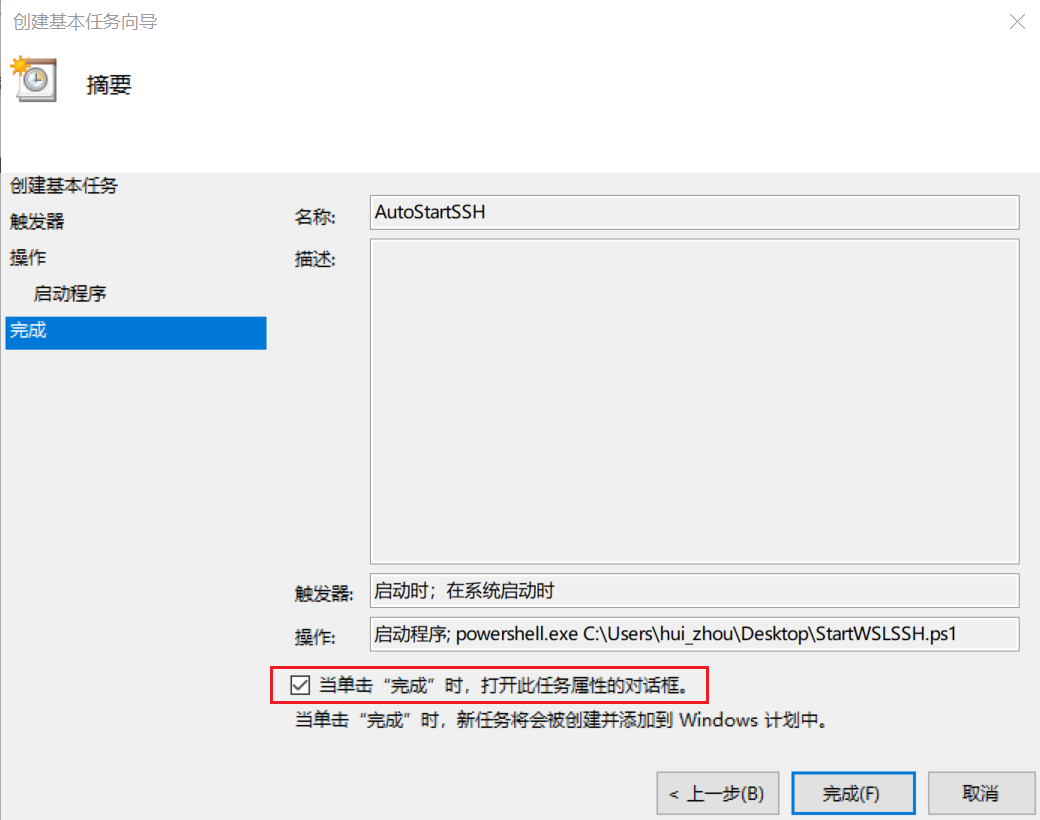 创建基本任务向导
摘要
创建基本任务
触发器
操作
启动程序
完成
名称: AutoStartSSH
描述:
触发器: 启动时；在系统启动时
操作: 启动程序; powershell.exe C:\Users\hui_zhou\Desktop\StartWSLSSH.ps1
当单击“完成”时，打开此任务属性的对话框。
当单击“完成”时，新任务将会被创建并添加到 Windows 计划中。
< 上一步(B) 完成(F) 取消